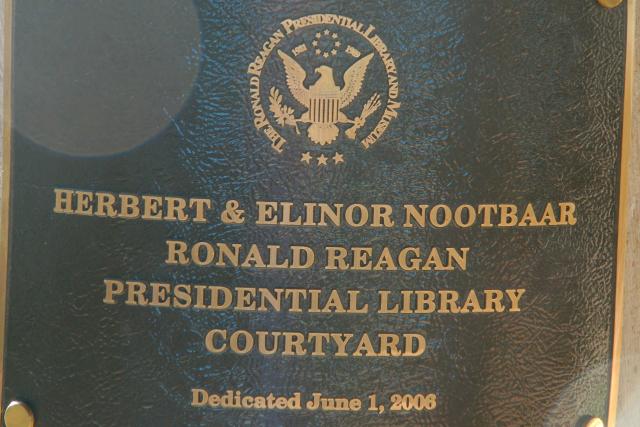 THE RONALD REAGAN PRESIDENTIAL LIBRARY AND MUSEUM
HERBERT & ELINOR NOOTBAAR
RONALD REAGAN
PRESIDENTIAL LIBRARY
COURTYARD
Dedicated June 1, 2006